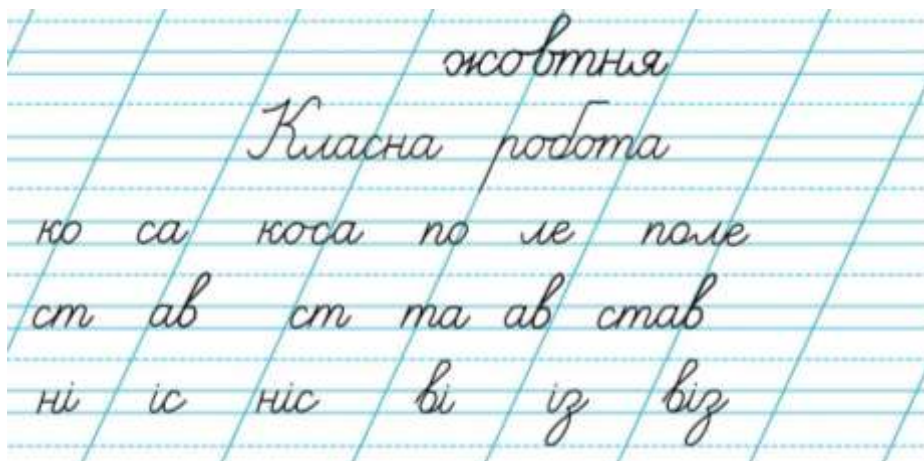 жовтня
Класна робота
ко са коса по ле поле
ст ав ст та ав став
ні іс ніс ві із віз